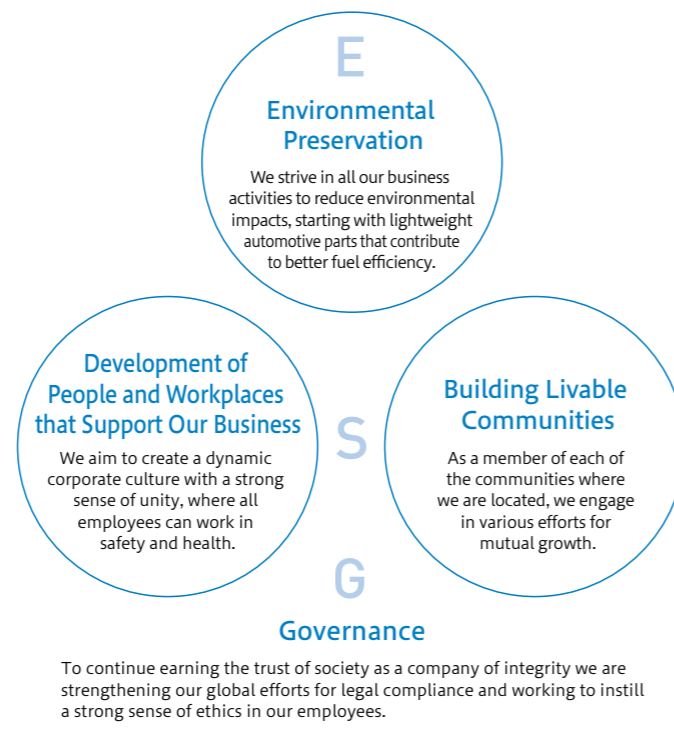 E
Environmental
Preservation
We strive in all our business
activities to reduce environmental
impacts, starting with lightweight
automotive parts that contribute
to better fuel efficiency.
Development of
People and Workplaces
that Support Our Business
We aim to create a dynamic
corporate culture with a strong
sense of unity, where all
employees can work in
safety and health.
S
Building Livable
Communities
As a member of each of
the communities where
we are located, we engage
in various efforts for
mutual growth.
G
Governance
To continue earning the trust of society as a company of integrity we are
strengthening our global efforts for legal compliance and working to instill
a strong sense of ethics in our employees.